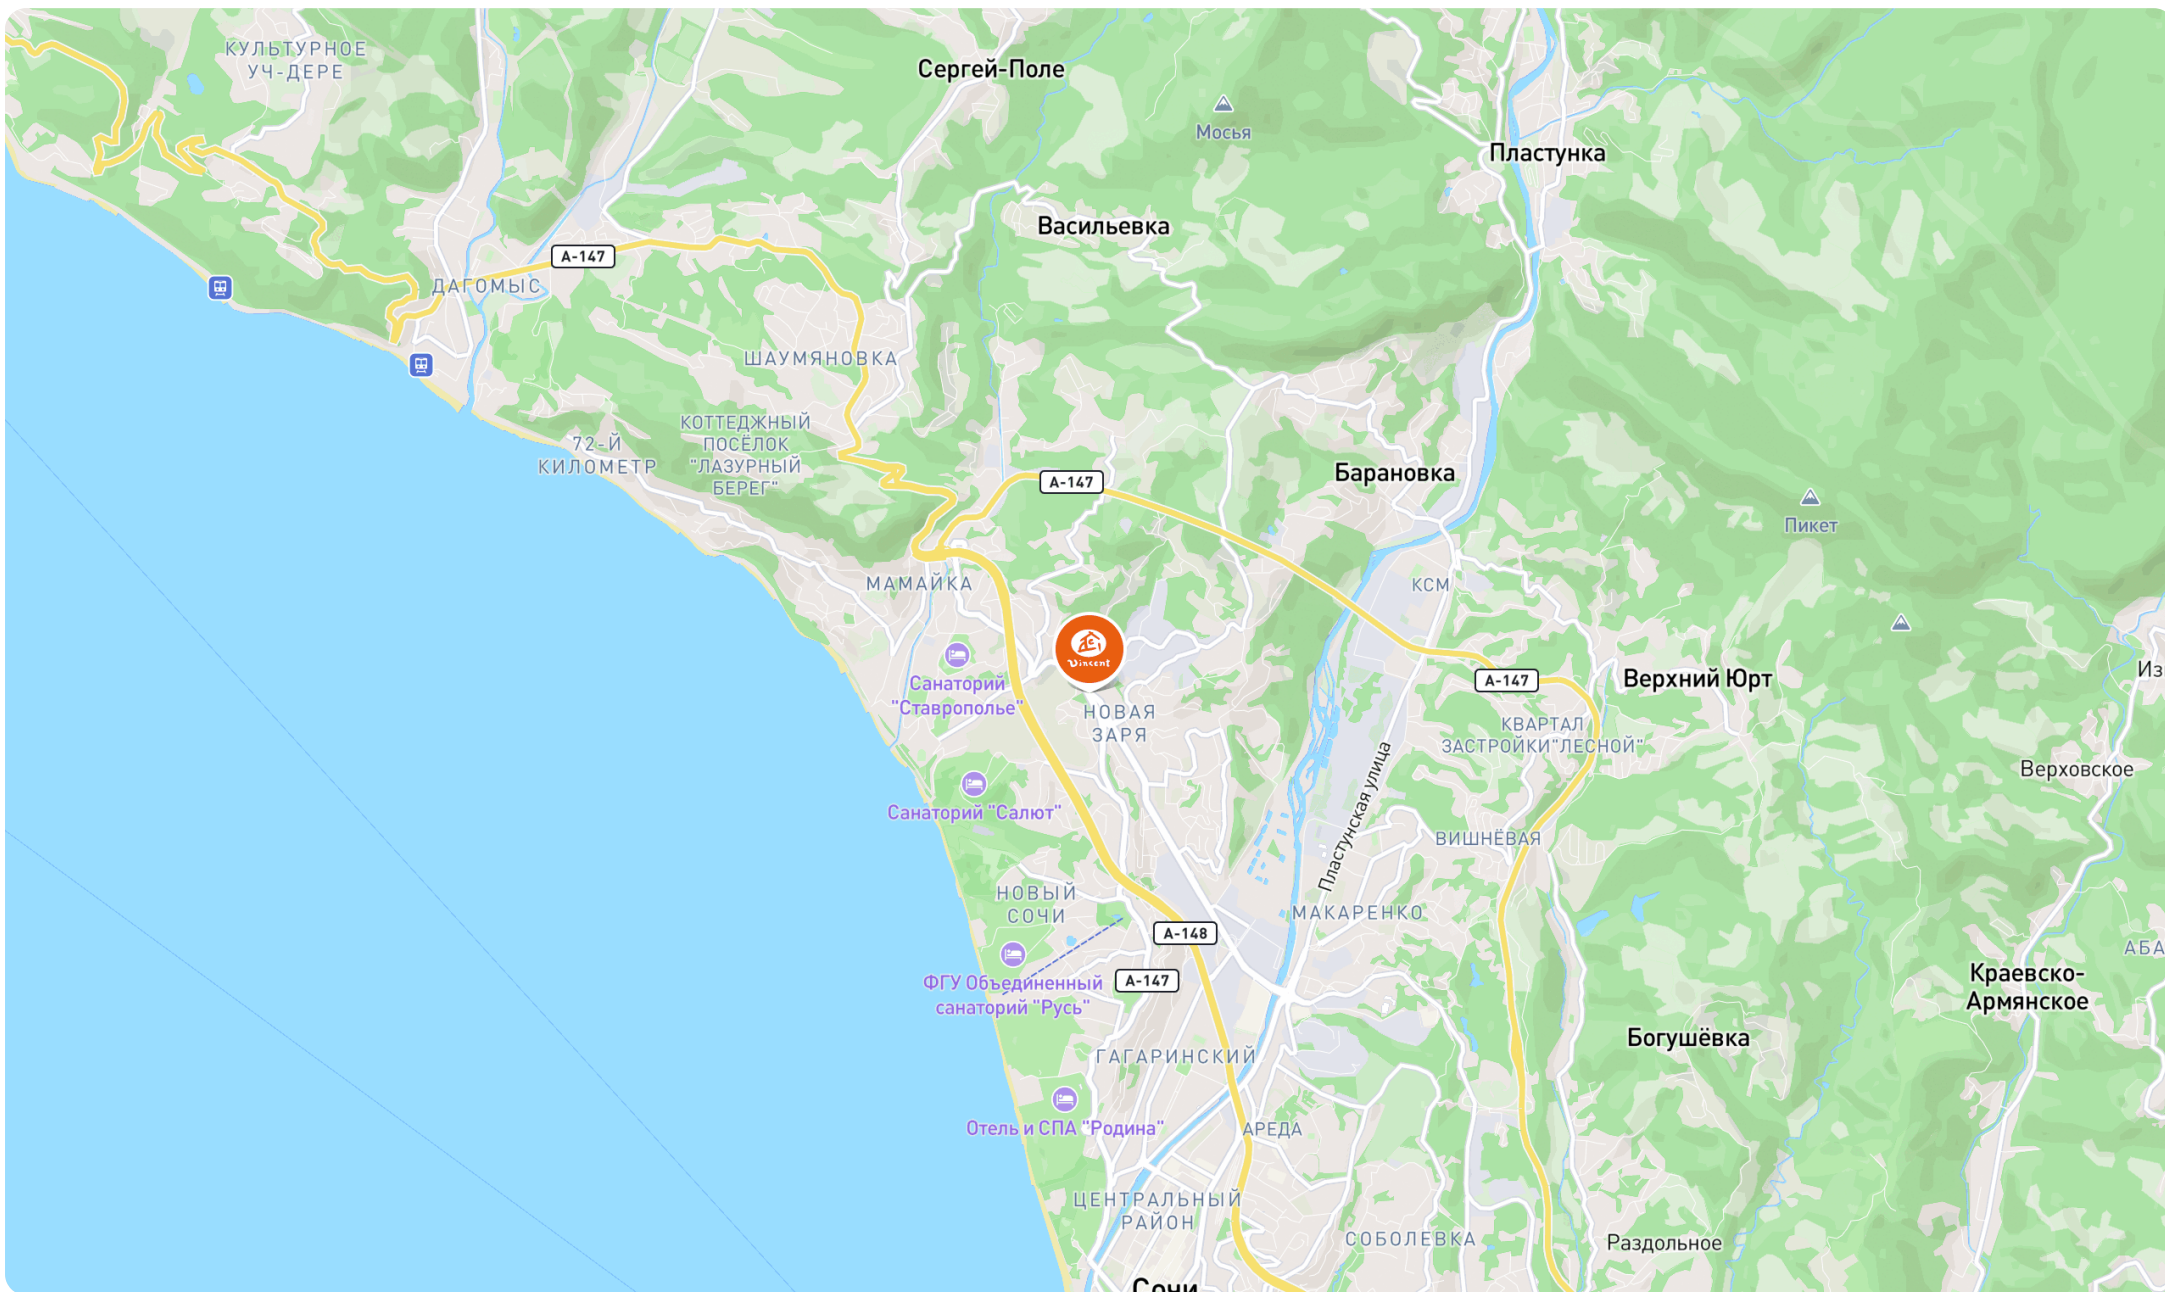 КУЛЬТУРНОЕ
УЧ-ДЕРЕ
Сергей-Поле
Мосья
Пластунка
Васильевка
А-147
ДАГОМЫС
ШАУМЯНОВКА
КОТТЕДЖНЫЙ
ПОСЁЛОК
"ЛАЗУРНЫЙ
БЕРЕГ"
72-Й
КИЛОМЕТР
А-147
Барановка
Пикет
МАМАЙКА
КСМ
Vincent
Санаторий
"Ставрополье"
НОВАЯ
ЗАРЯ
А-147
Верхний Юрт
Из
КВАРТАЛ
ЗАСТРОЙКИ"ЛЕСНОЙ"
Верховское
Санаторий "Салют"
Пластунская улица
ВИШНЁВАЯ
НОВЫЙ
СОЧИ
МАКАРЕНКО
А-148
АБА
А-147
ФГУ Объединенный
санаторий "Русь"
Краевско-
Армянское
Богушёвка
ГАГАРИНСКИЙ
Отель и СПА "Родина"
АРЕДА
ЦЕНТРАЛЬНЫЙ
РАЙОН
СОБОЛЕВКА
Раздольное
Сочи